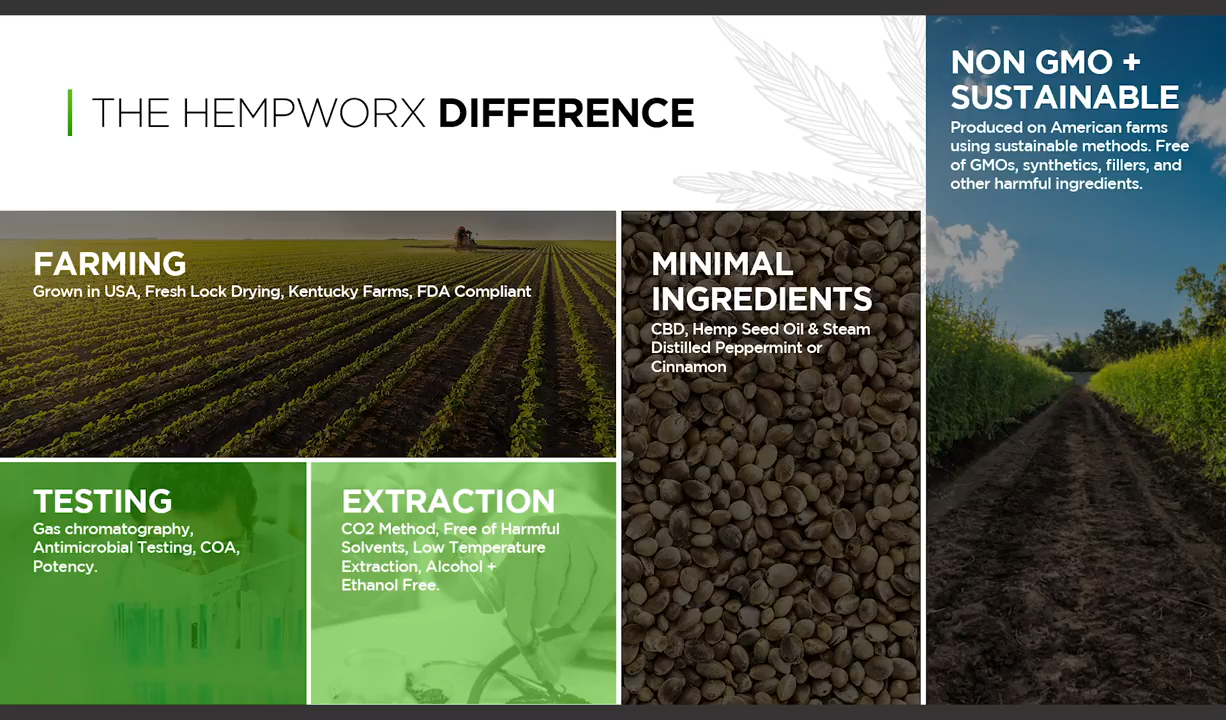 THE HEMPWORX DIFFERENCE
NON GMO +
SUSTAINABLE
Produced on American farms
using sustainable methods. Free
of GMOs, synthetics, fillers, and
other harmful ingredients.
FARMING
Grown in USA, Fresh Lock Drying, Kentucky Farms, FDA Compliant
MINIMAL
INGREDIENTS
CBD, Hemp Seed Oil & Steam
Distilled Peppermint or
Cinnamon
TESTING
Gas chromatography,
Antimicrobial Testing, COA,
Potency.
EXTRACTION
CO2 Method, Free of Harmful
Solvents, Low Temperature
Extraction, Alcohol +
Ethanol Free.